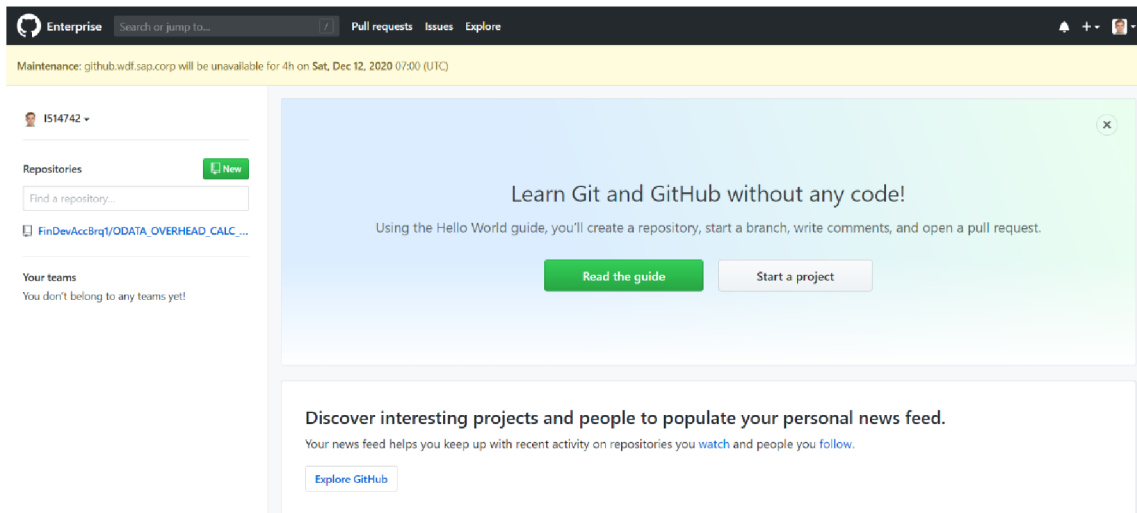 Enterprise Search or jump to... / Pull requests Issues Explore
Maintenance: github.wdf.sap.corp will be unavailable for 4h on Sat, Dec 12, 2020 07:00 (UTC)
I514742
Repositories New
Find a repository...
FinDevAccBrq1/ODATA_OVERHEAD_CALC_...
Your teams
You don't belong to any teams yet!
Learn Git and GitHub without any code!
Using the Hello World guide, you'll create a repository, start a branch, write comments, and open a pull request.
Read the guide Start a project
Discover interesting projects and people to populate your personal news feed.
Your news feed helps you keep up with recent activity on repositories you watch and people you follow.
Explore GitHub